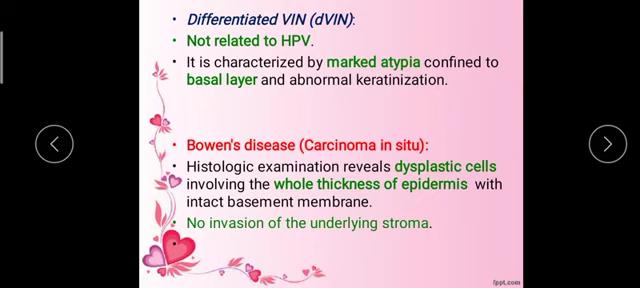 • Differentiated VIN (dVIN):
• Not related to HPV.
• It is characterized by marked atypia confined to
basal layer and abnormal keratinization.
• Bowen's disease (Carcinoma in situ):
• Histologic examination reveals dysplastic cells
involving the whole thickness of epidermis with
intact basement membrane.
• No invasion of the underlying stroma.
fppt.com